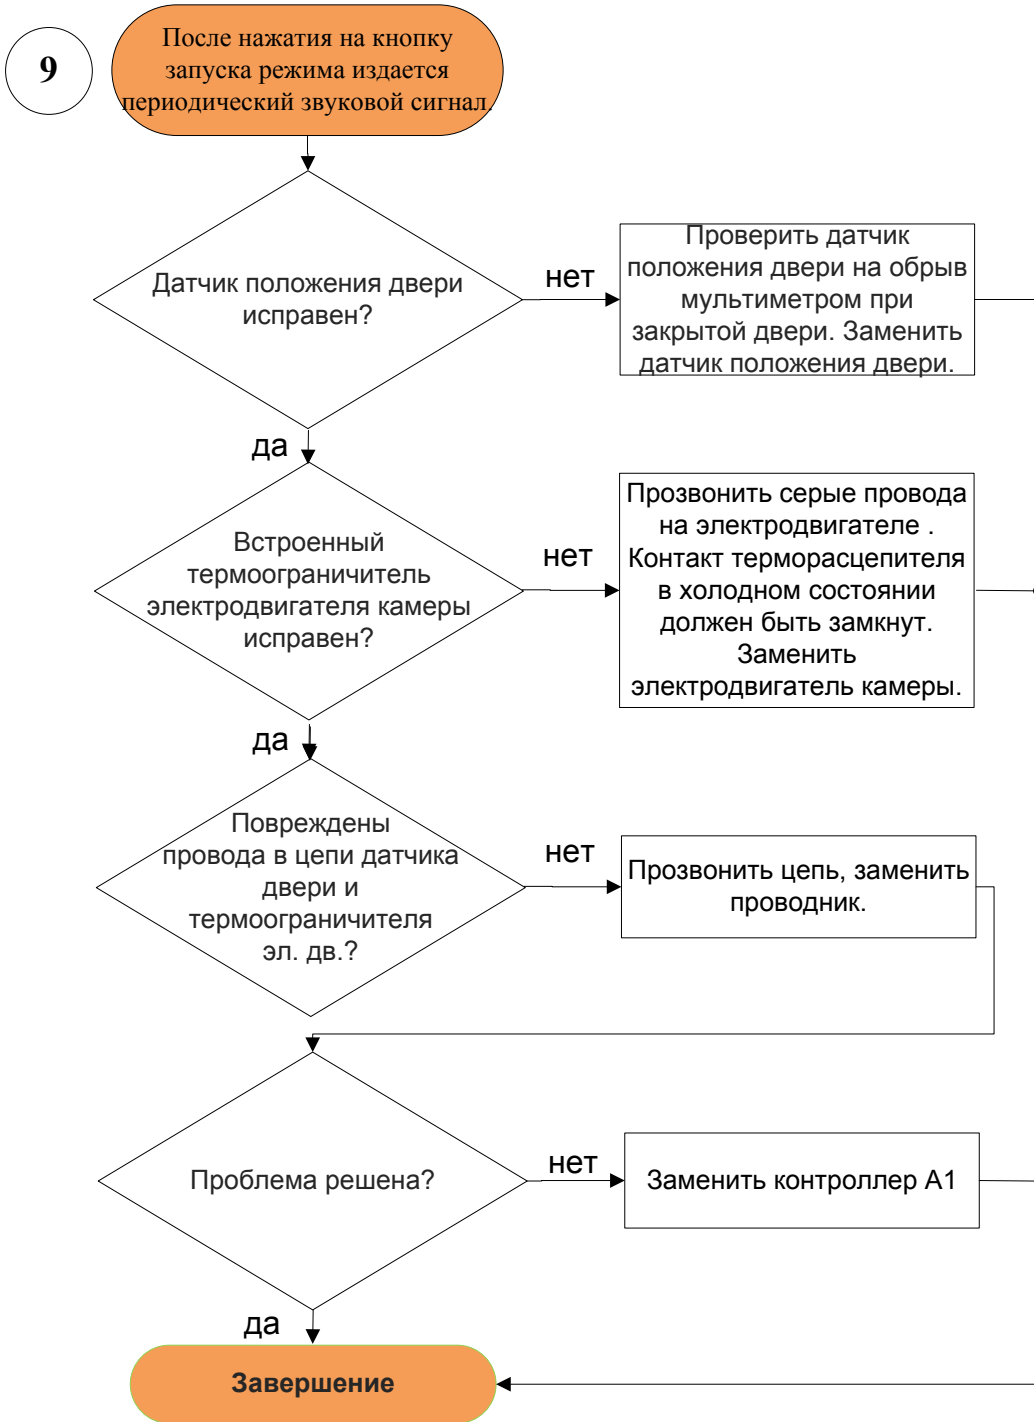 9
После нажатия на кнопку
запуска режима издается
периодический звуковой сигнал.
Датчик положения двери
исправен?
нет
Проверить датчик
положения двери на обрыв
мультиметром при
закрытой двери. Заменить
датчик положения двери.
да
Встроенный
термоограничитель
электродвигателя камеры
исправен?
нет
Прозвонить серые провода
на электродвигателе .
Контакт терморасцепителя
в холодном состоянии
должен быть замкнут.
Заменить
электродвигатель камеры.
да
Повреждены
провода в цепи датчика
двери и
термоограничителя
эл. дв.?
нет
Прозвонить цепь, заменить
проводник.
Проблема решена?
нет
Заменить контроллер А1
да
Завершение